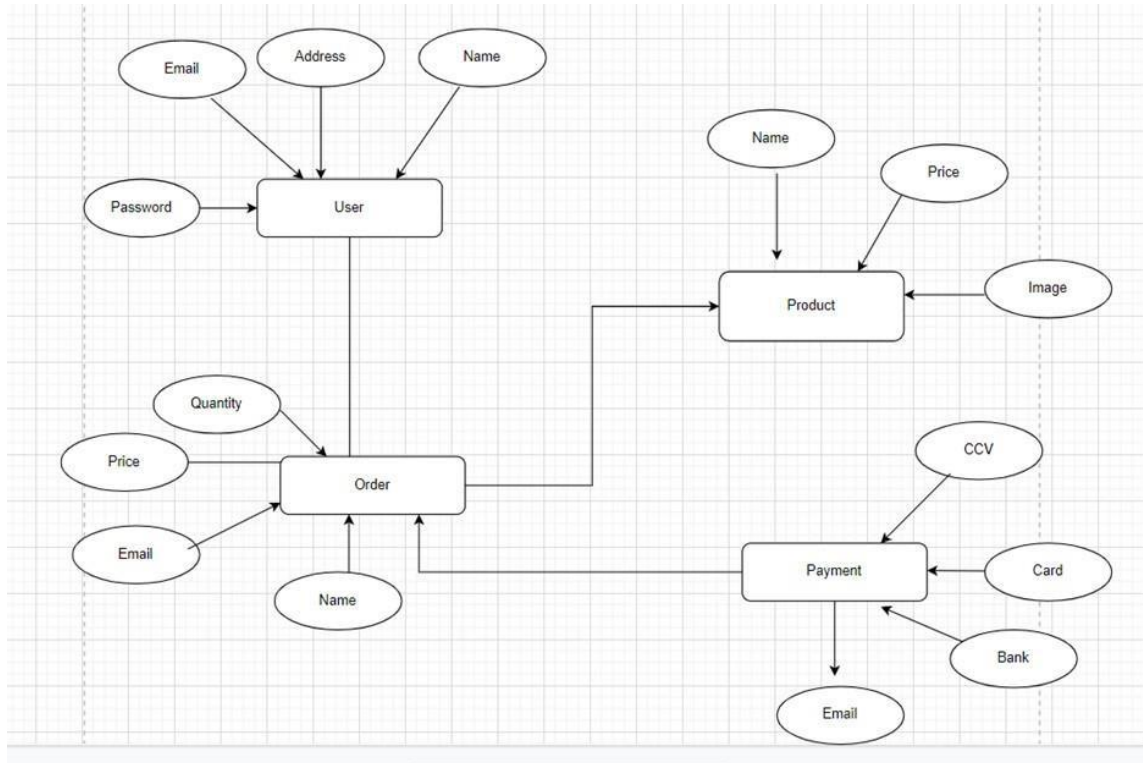 Email
Address
Name
Password
User
Name
Price
Product
Image
Quantity
Price
Order
Email
Name
CCV
Payment
Card
Bank
Email